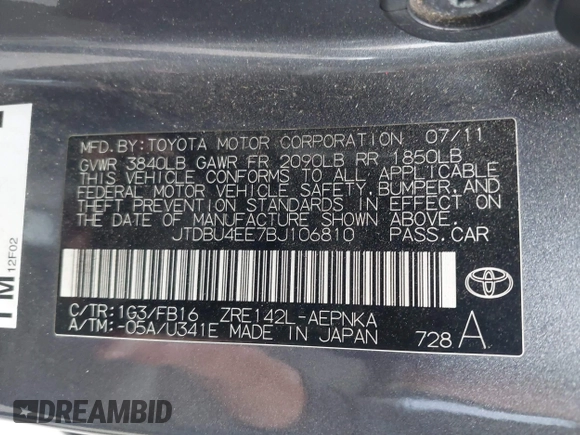 MFD. BY: TOYOTA MOTOR CORPORATION 07/11
GVWR 3840LB GAWR FR 2090LB RR 1850LB
THIS VEHICLE CONFORMS TO ALL APPLICABLE
FEDERAL MOTOR VEHICLE SAFETY, BUMPER, AND
THEFT PREVENTION STANDARDS IN EFFECT ON
THE DATE OF MANUFACTURE SHOWN ABOVE.
JTDBU4EE7BJ106810 PASS. CAR
C/TR: 1G3/FB16 ZRE142L-AEPNKA
A/TM: -05A/U341E MADE IN JAPAN 728 A
TM
12F02
DREAMBID